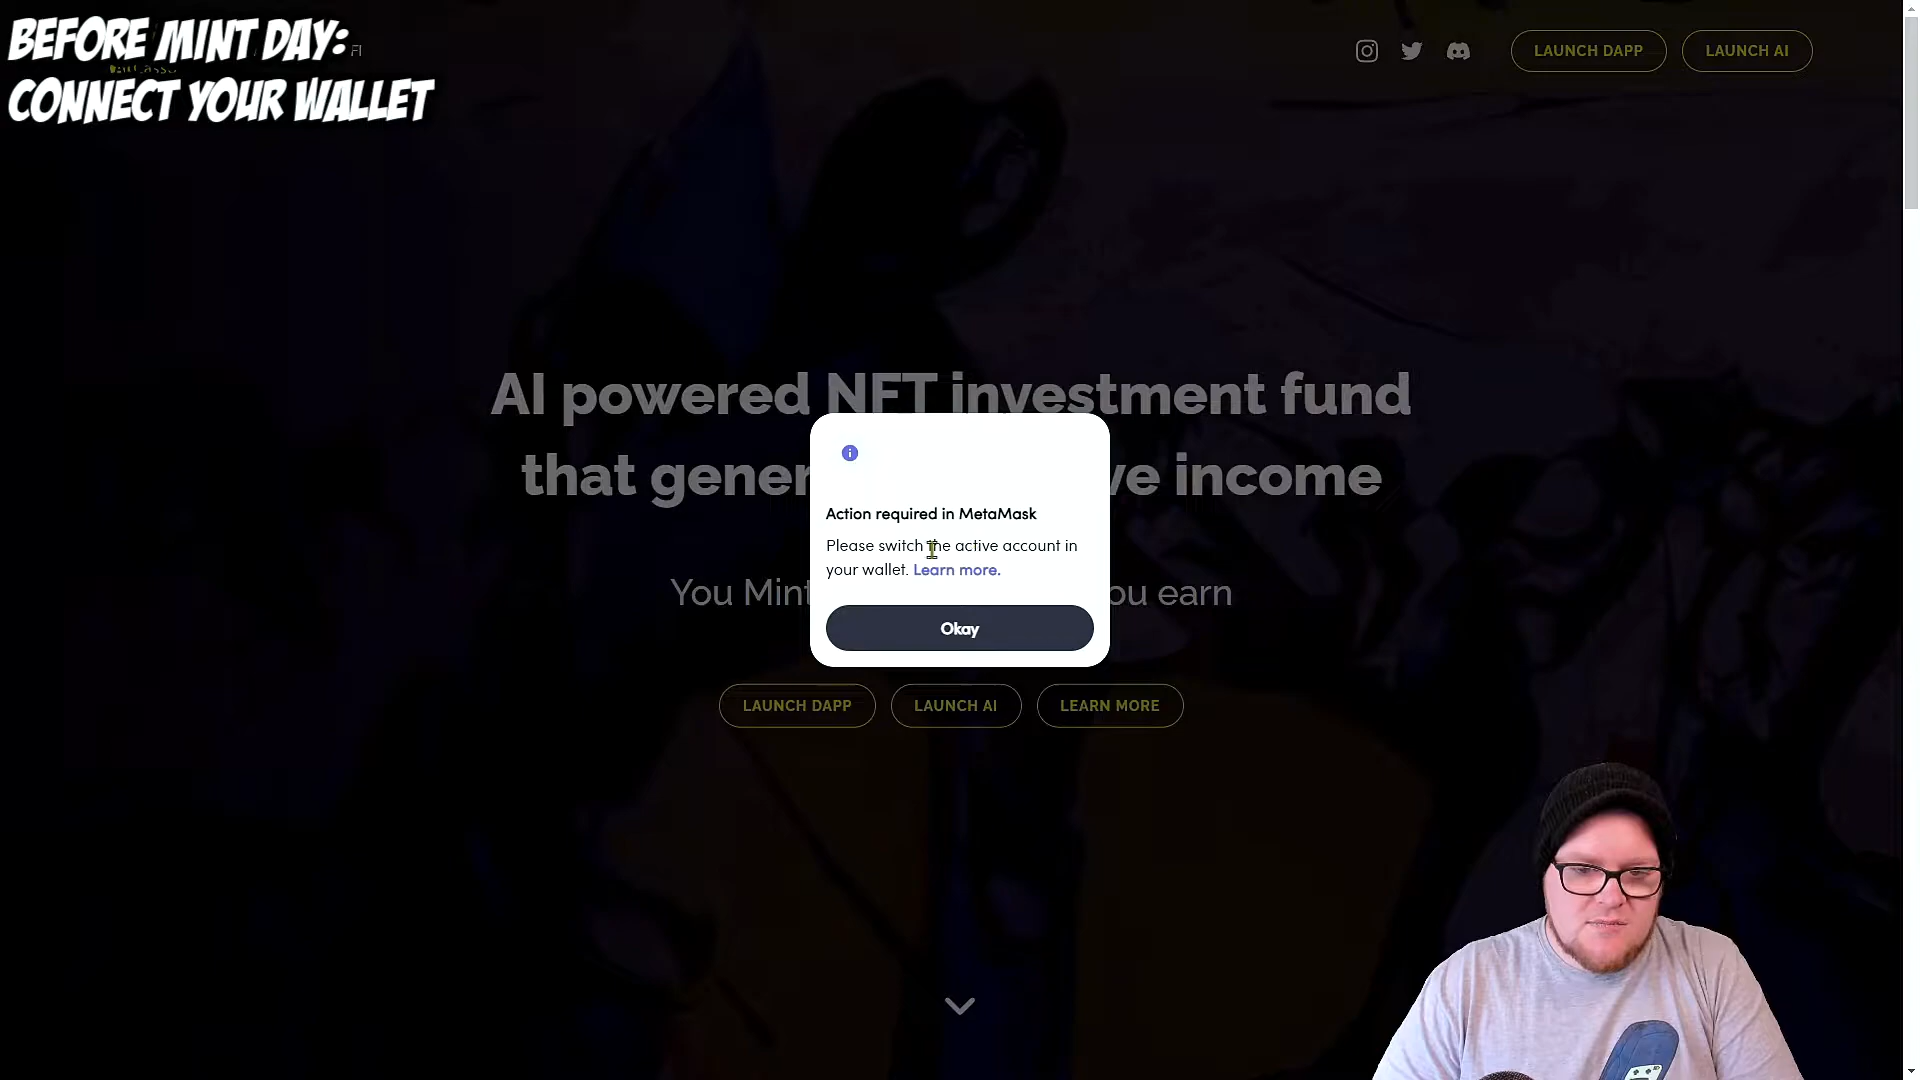 BEFORE MINT DAY:
CONNECT YOUR WALLET
FI
LAUNCH DAPP
LAUNCH AI
AI powered NFT investment fund
that gener ve income
You Mint ou earn
i
Action required in MetaMask
Please switch the active account in
your wallet. Learn more.
Okay
LAUNCH DAPP
LAUNCH AI
LEARN MORE